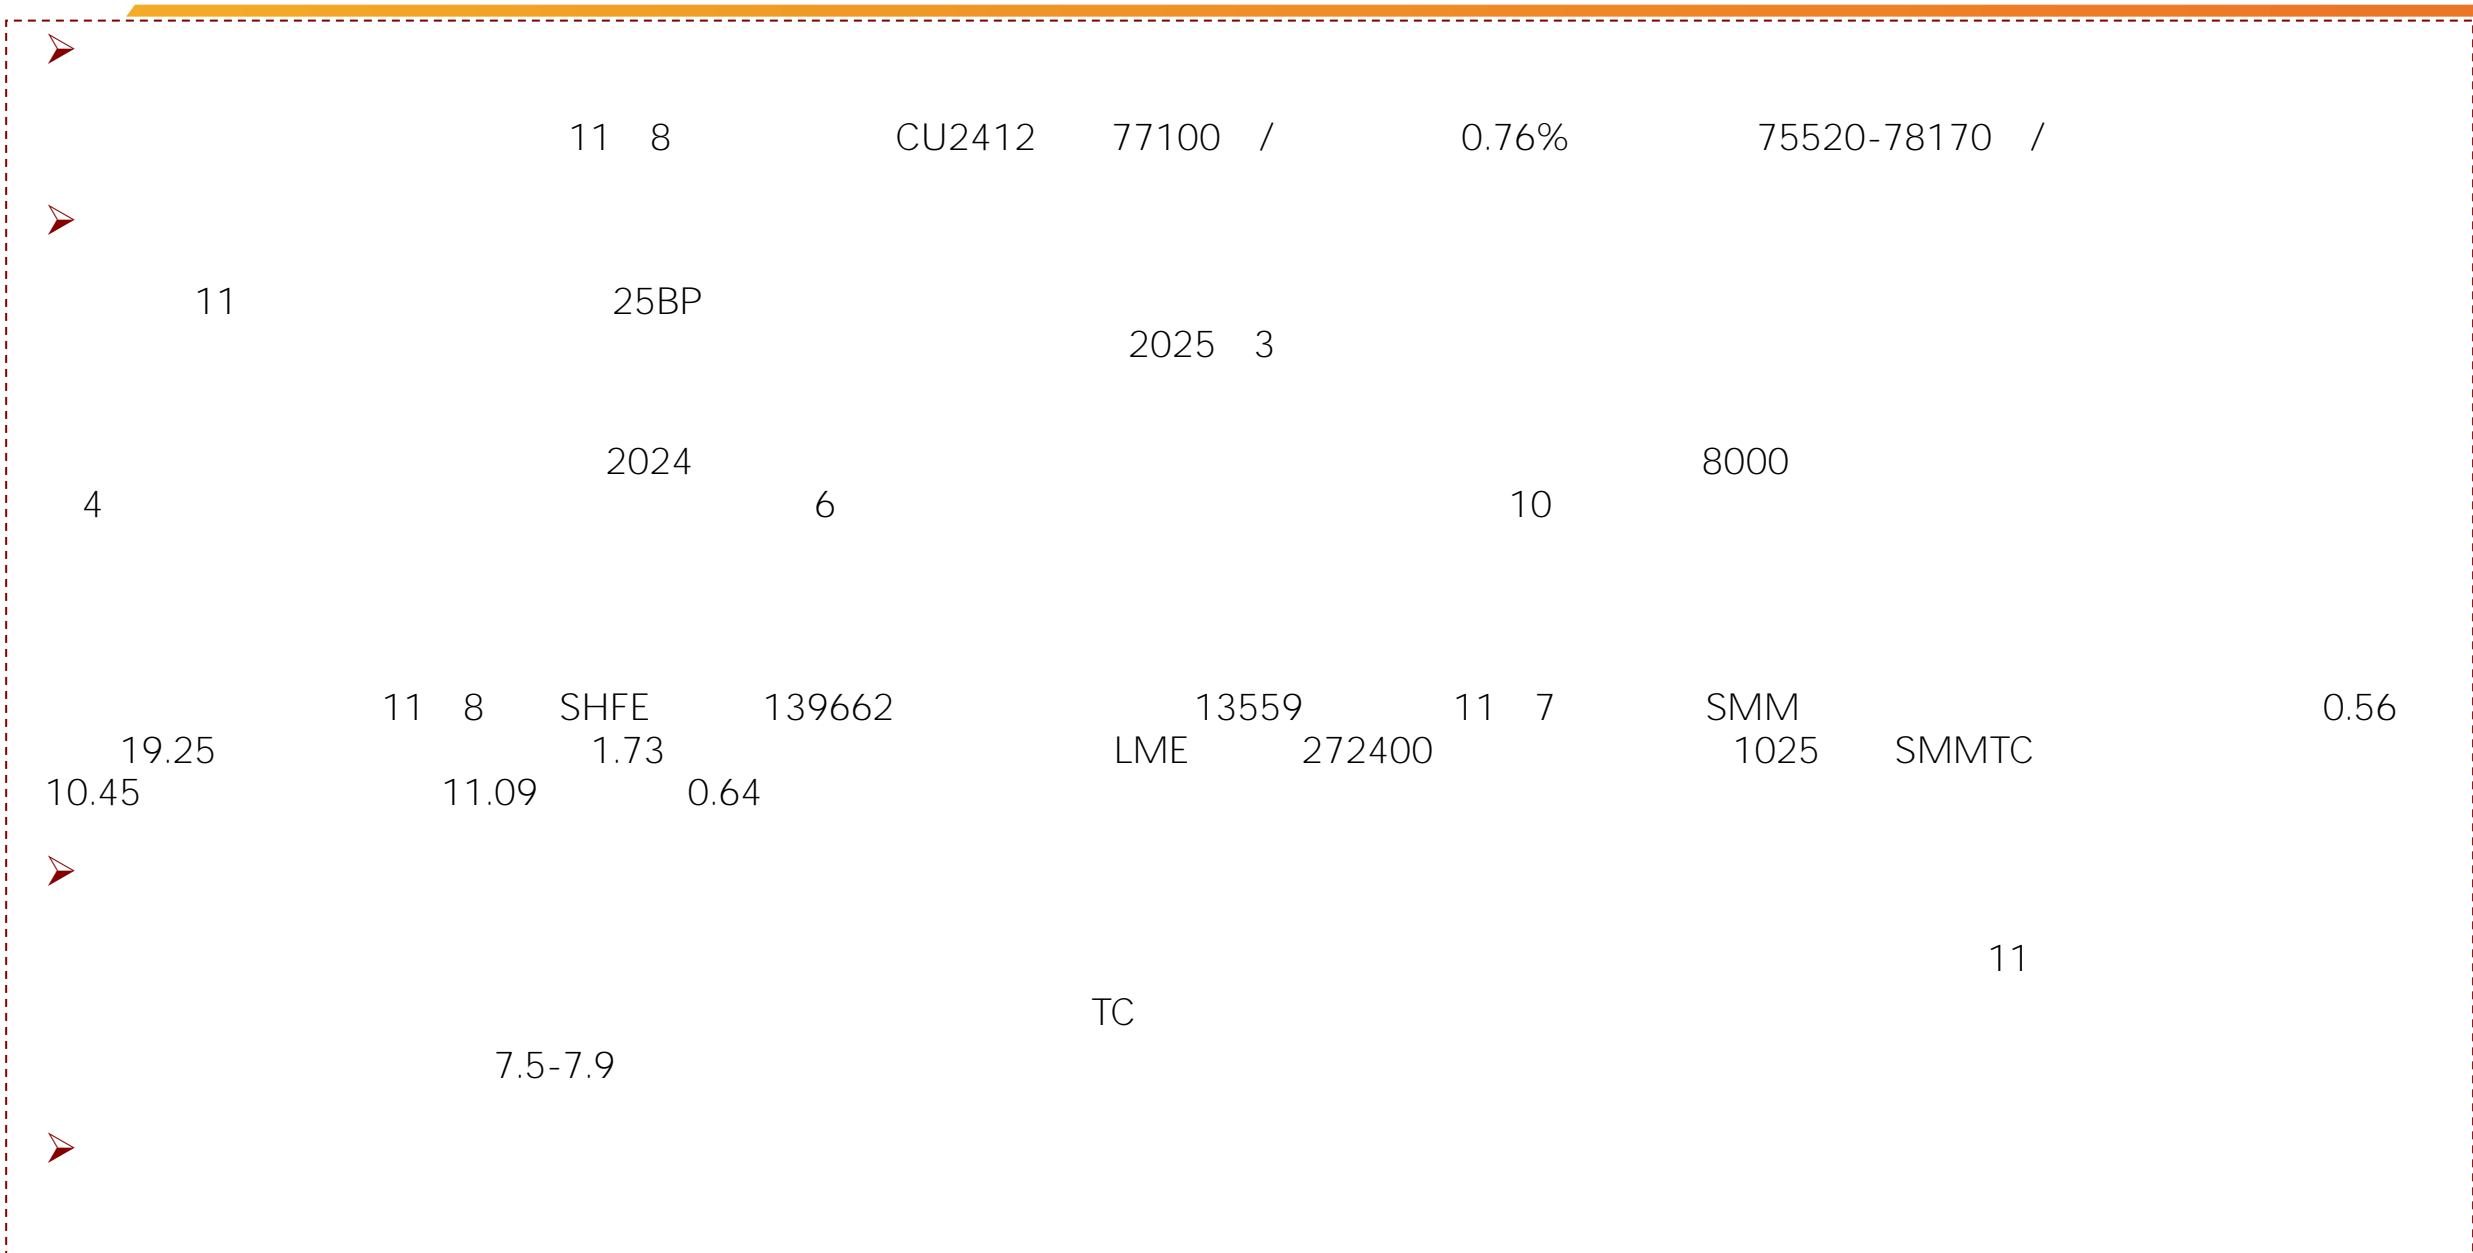 11 8 CU2412 77100 / 0.76% 75520-78170 /
11 25BP
2025 3
2024 8000
4 6 10
11 8 SHFE 139662 13559 11 7 SMM 0.56
19.25 1.73 LME 272400 1025 SMMTC
10.45 11.09 0.64
11
TC
7.5-7.9